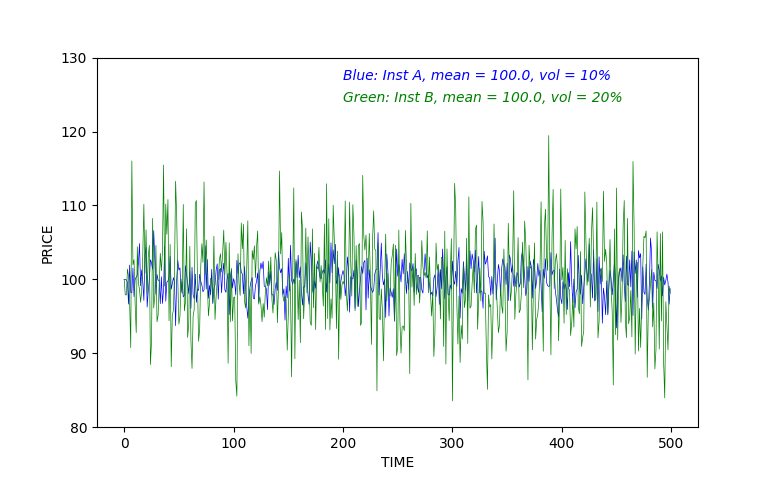 Blue: Inst A, mean = 100.0, vol = 10%
Green: Inst B, mean = 100.0, vol = 20%
PRICE
130
120
110
100
90
80
0 100 200 300 400 500
TIME